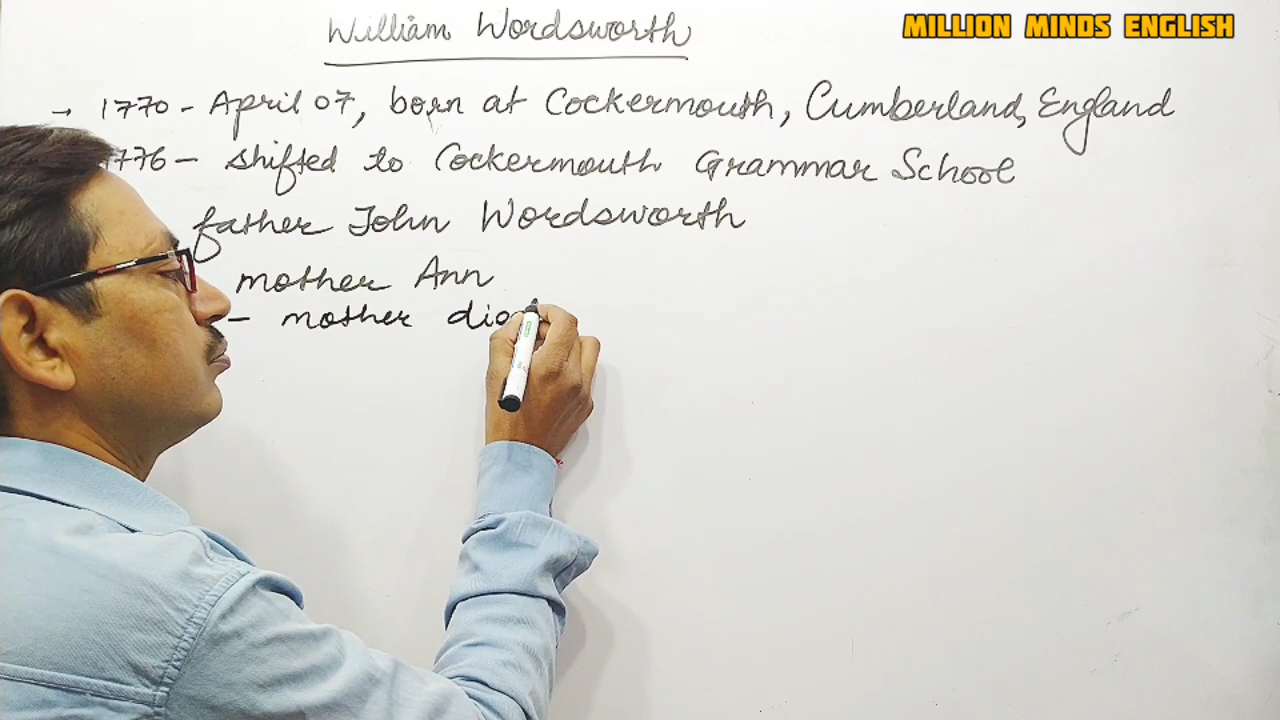 William Wordsworth
MILLION MINDS ENGLISH
→ 1770 - April 07, born at Cockermouth, Cumberland, England
1776 - shifted to Cockermouth Grammar School
father John Wordsworth
mother Ann
- mother